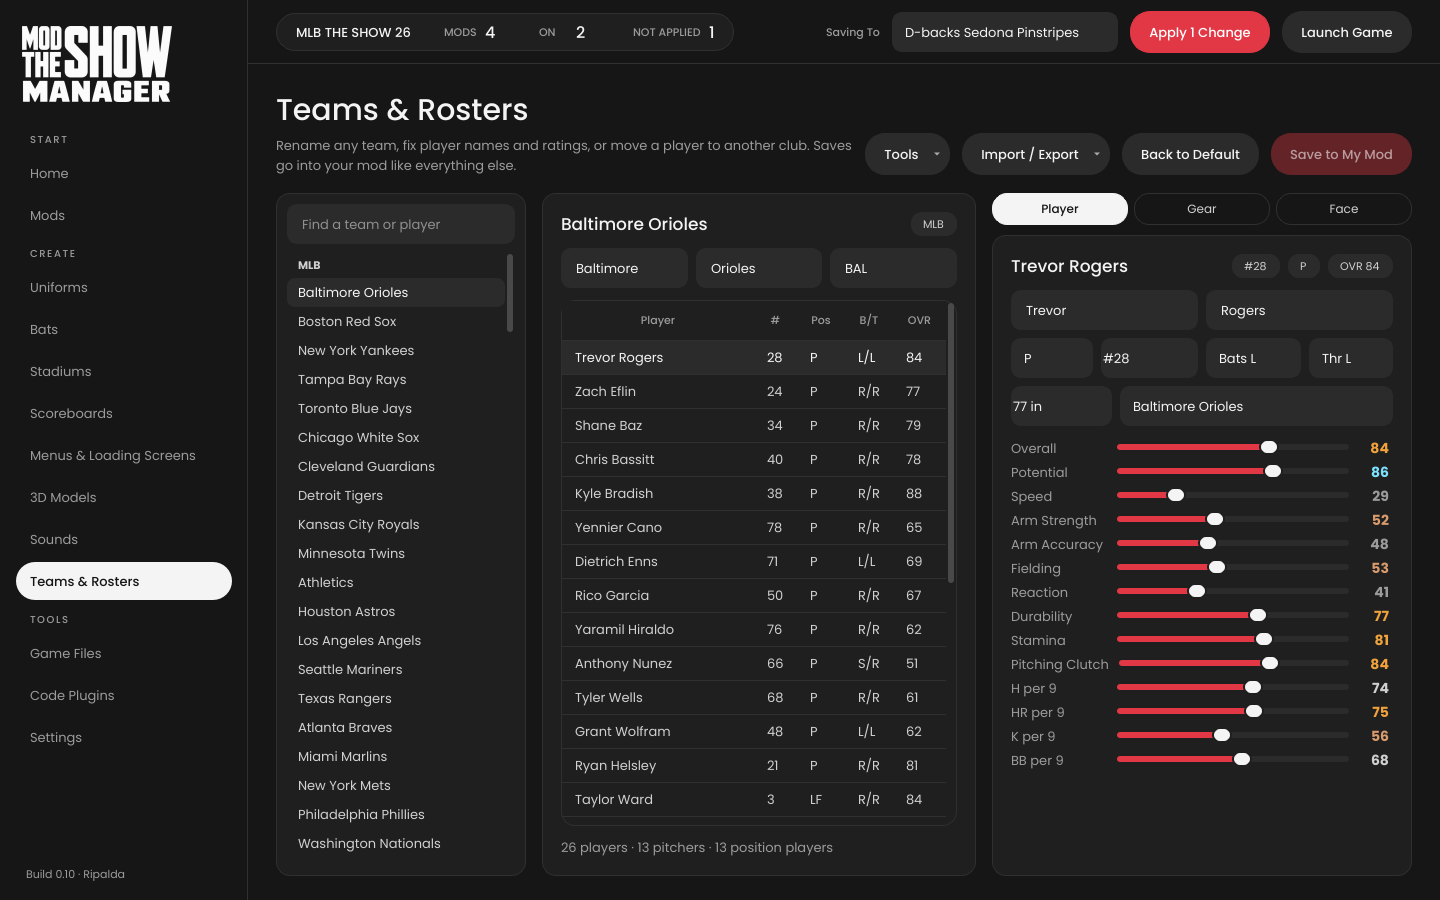 MOD THE SHOW MANAGER
START
Home
Mods
CREATE
Uniforms
Bats
Stadiums
Scoreboards
Menus & Loading Screens
3D Models
Sounds
Teams & Rosters
TOOLS
Game Files
Code Plugins
Settings
Build 0.10 · Ripalda
MLB THE SHOW 26 MODS 4 ON 2 NOT APPLIED 1
Saving To D-backs Sedona Pinstripes Apply 1 Change Launch Game
Teams & Rosters
Rename any team, fix player names and ratings, or move a player to another club. Saves
go into your mod like everything else.
Tools Import / Export Back to Default Save to My Mod
Find a team or player
MLB
Baltimore Orioles
Boston Red Sox
New York Yankees
Tampa Bay Rays
Toronto Blue Jays
Chicago White Sox
Cleveland Guardians
Detroit Tigers
Kansas City Royals
Minnesota Twins
Athletics
Houston Astros
Los Angeles Angels
Seattle Mariners
Texas Rangers
Atlanta Braves
Miami Marlins
New York Mets
Philadelphia Phillies
Washington Nationals
Baltimore Orioles MLB
Baltimore Orioles BAL
Player # Pos B/T OVR
Trevor Rogers 28 P L/L 84
Zach Eflin 24 P R/R 77
Shane Baz 34 P R/R 79
Chris Bassitt 40 P R/R 78
Kyle Bradish 38 P R/R 88
Yennier Cano 78 P R/R 65
Dietrich Enns 71 P L/L 69
Rico Garcia 50 P R/R 67
Yaramil Hiraldo 76 P R/R 62
Anthony Nunez 66 P S/R 51
Tyler Wells 68 P R/R 61
Grant Wolfram 48 P L/L 62
Ryan Helsley 21 P R/R 81
Taylor Ward 3 LF R/R 84
26 players · 13 pitchers · 13 position players
Player Gear Face
Trevor Rogers #28 P OVR 84
Trevor Rogers
P #28 Bats L Thr L
77 in Baltimore Orioles
Overall 84
Potential 86
Speed 29
Arm Strength 52
Arm Accuracy 48
Fielding 53
Reaction 41
Durability 77
Stamina 81
Pitching Clutch 84
H per 9 74
HR per 9 75
K per 9 56
BB per 9 68